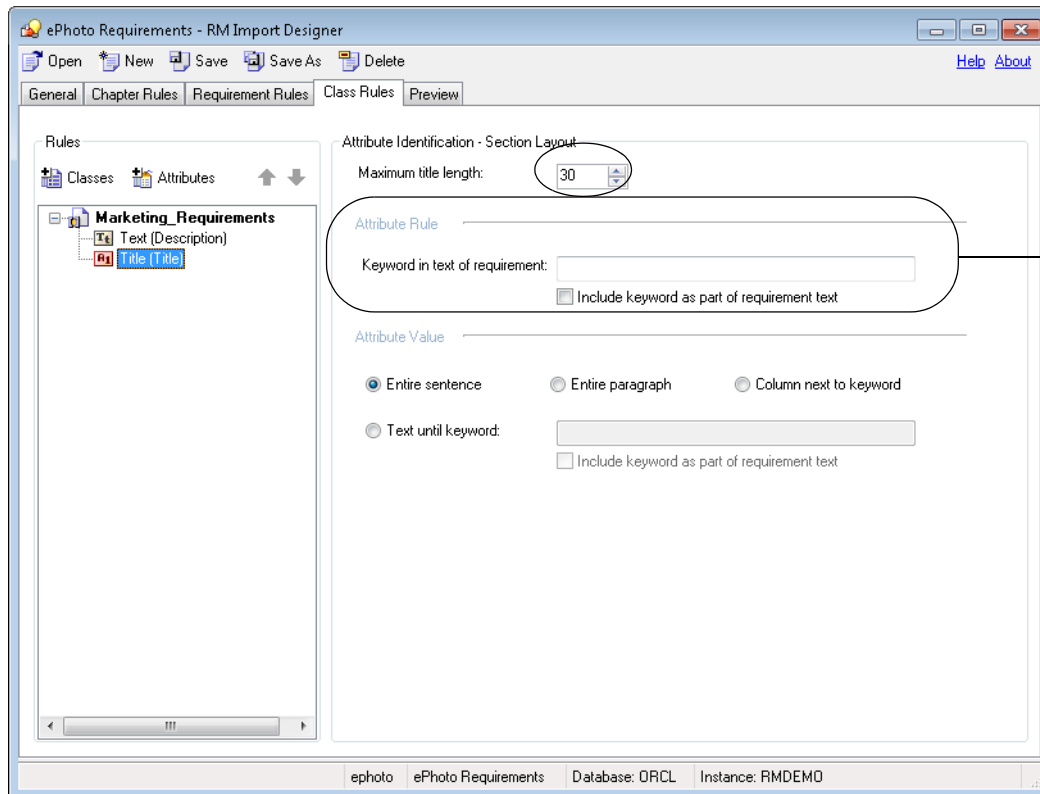 ePhoto Requirements - RM Import Designer
Open New Save Save As Delete Help About
General Chapter Rules Requirement Rules Class Rules Preview
Rules
Classes Attributes
Marketing_Requirements
Text (Description)
Title (Title)
Attribute Identification - Section Layout
Maximum title length: 30
Attribute Rule
Keyword in text of requirement:
Include keyword as part of requirement text
Attribute Value
Entire sentence Entire paragraph Column next to keyword
Text until keyword:
Include keyword as part of requirement text
ephoto ePhoto Requirements Database: ORCL Instance: RMDEMO